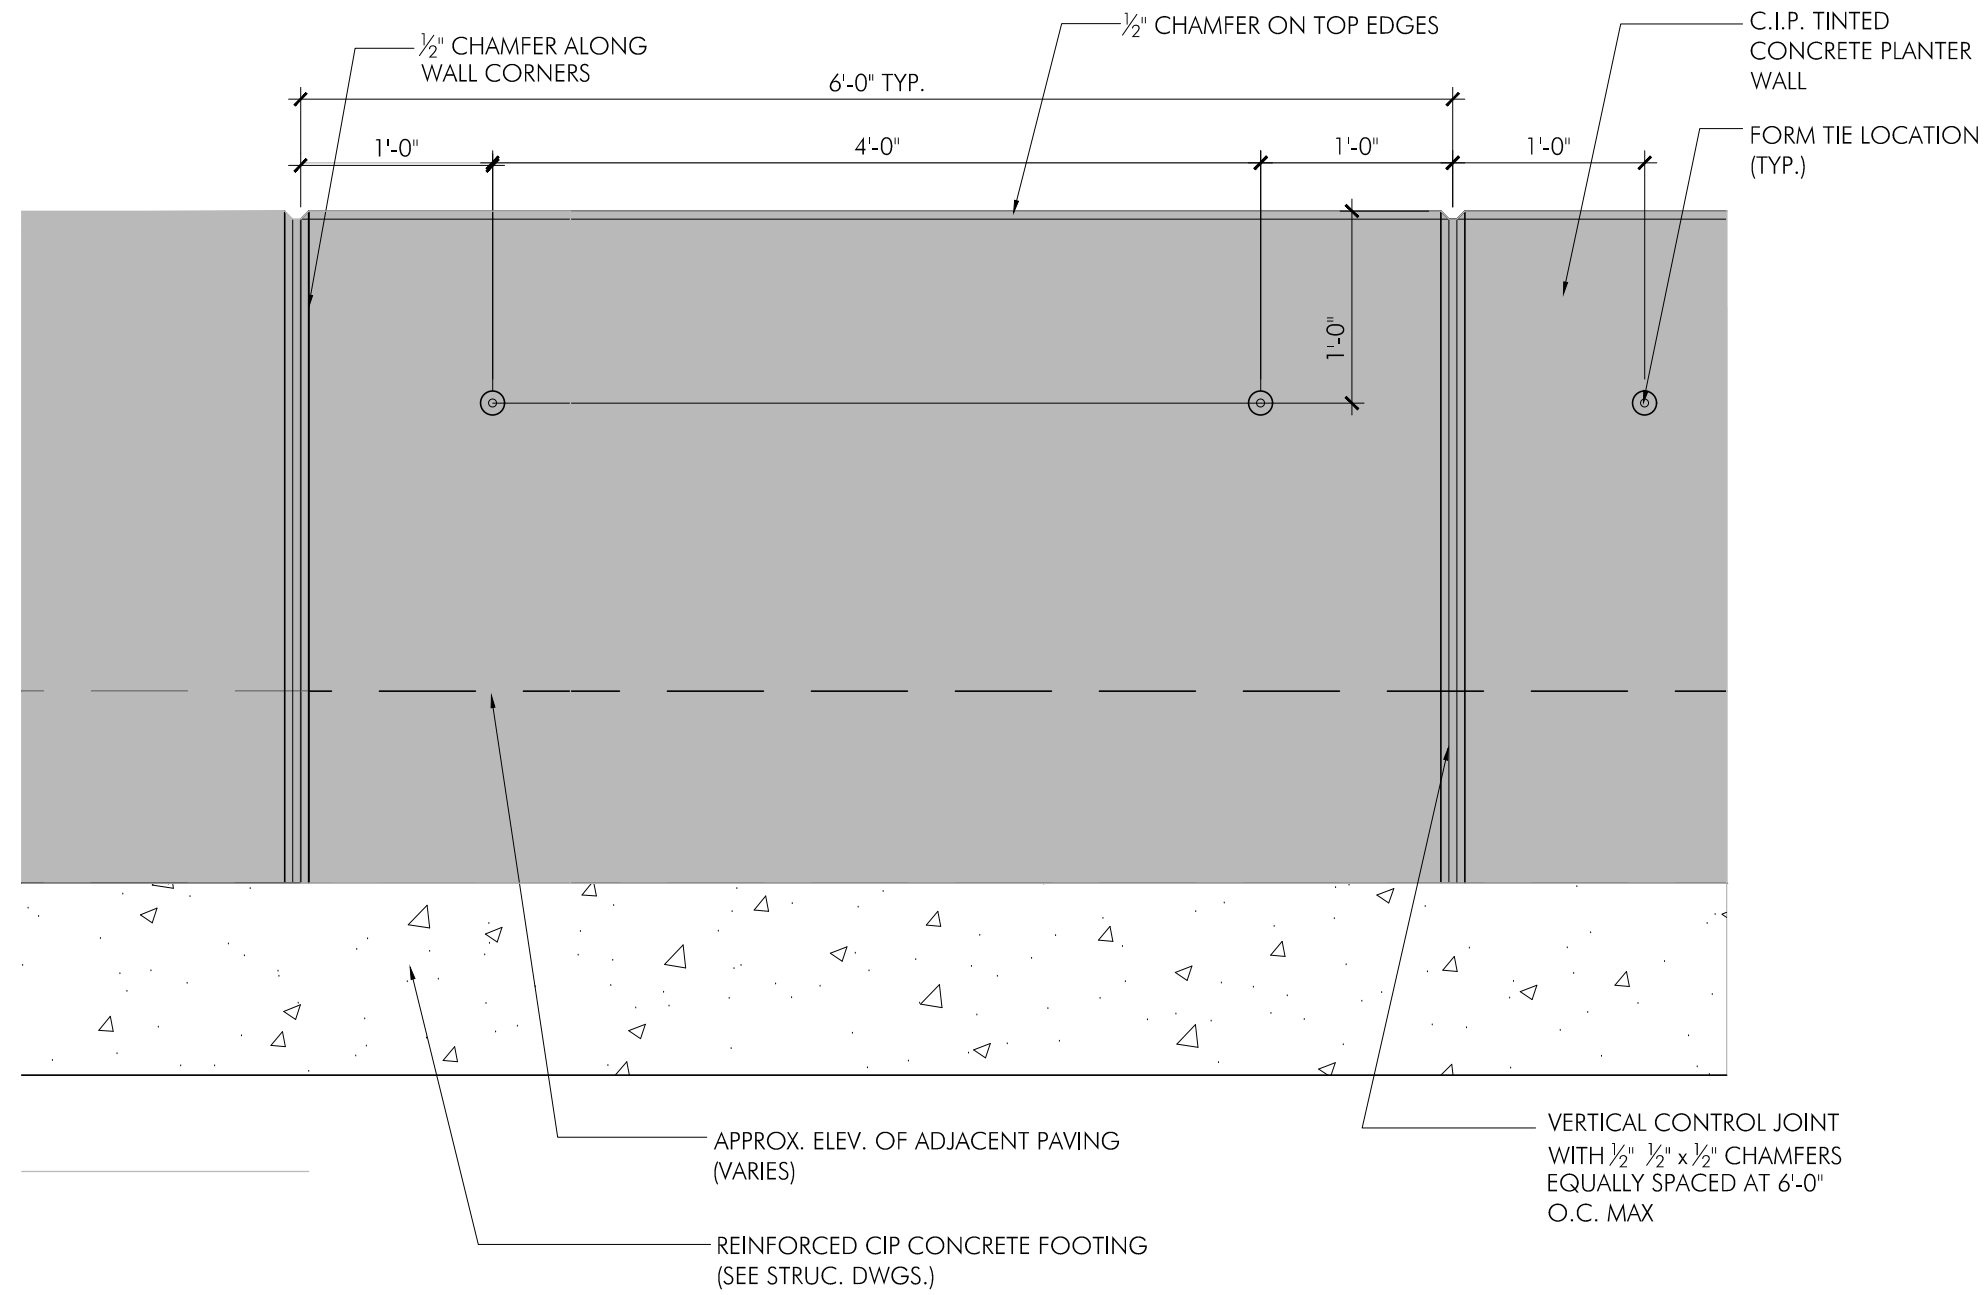 ½" CHAMFER ALONG
WALL CORNERS
½" CHAMFER ON TOP EDGES
C.I.P. TINTED
CONCRETE PLANTER
WALL
6'-0" TYP.
FORM TIE LOCATION
(TYP.)
1'-0"
4'-0"
1'-0"
1'-0"
1'-0"
VERTICAL CONTROL JOINT
WITH ½" ½" x ½" CHAMFERS
EQUALLY SPACED AT 6'-0"
O.C. MAX
APPROX. ELEV. OF ADJACENT PAVING
(VARIES)
REINFORCED CIP CONCRETE FOOTING
(SEE STRUC. DWGS.)